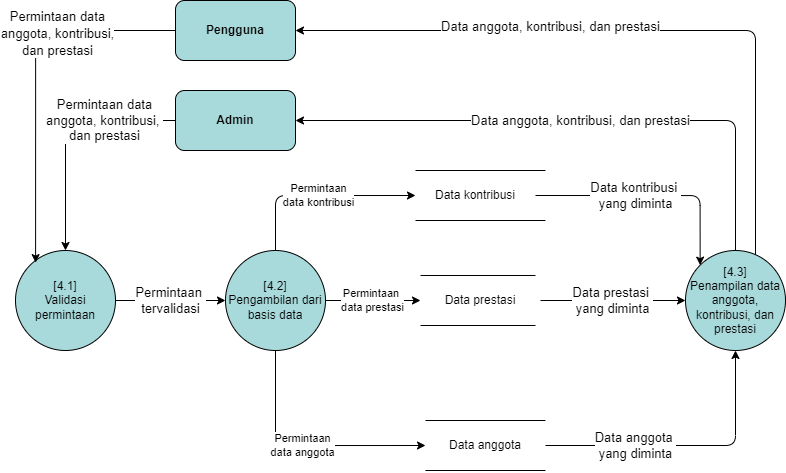 Permintaan data
anggota, kontribusi,
dan prestasi
Pengguna
Data anggota, kontribusi, dan prestasi
Permintaan data
anggota, kontribusi,
dan prestasi
Admin
Data anggota, kontribusi, dan prestasi
Permintaan
data kontribusi
Data kontribusi
Data kontribusi
yang diminta
[4.1]
Validasi
permintaan
Permintaan
tervalidasi
[4.2]
Pengambilan dari
basis data
Permintaan
data prestasi
Data prestasi
Data prestasi
yang diminta
[4.3]
Penampilan data
anggota,
kontribusi, dan
prestasi
Permintaan
data anggota
Data anggota
Data anggota
yang diminta